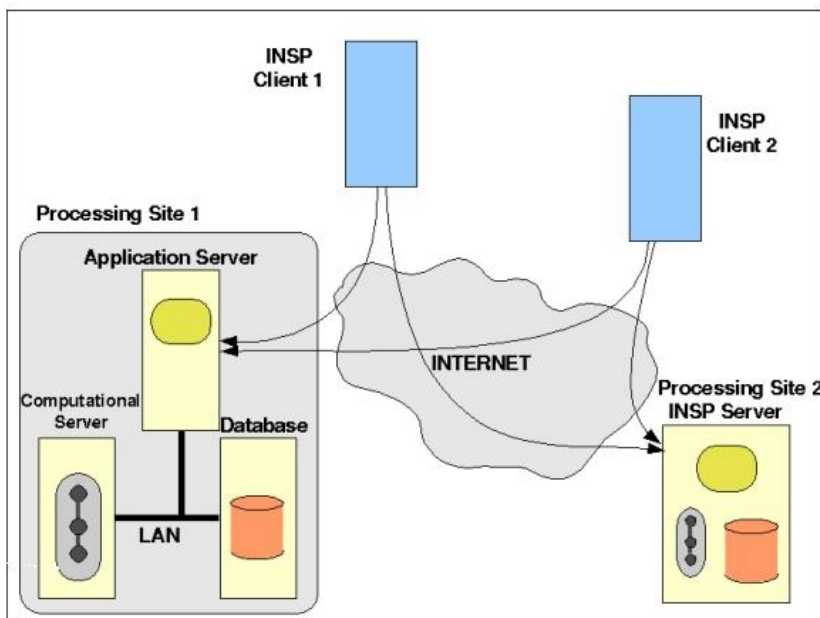 INSP
Client 1
INSP
Client 2
Processing Site 1
Application Server
INTERNET
Processing Site 2
INSP Server
Computational
Server
Database
LAN